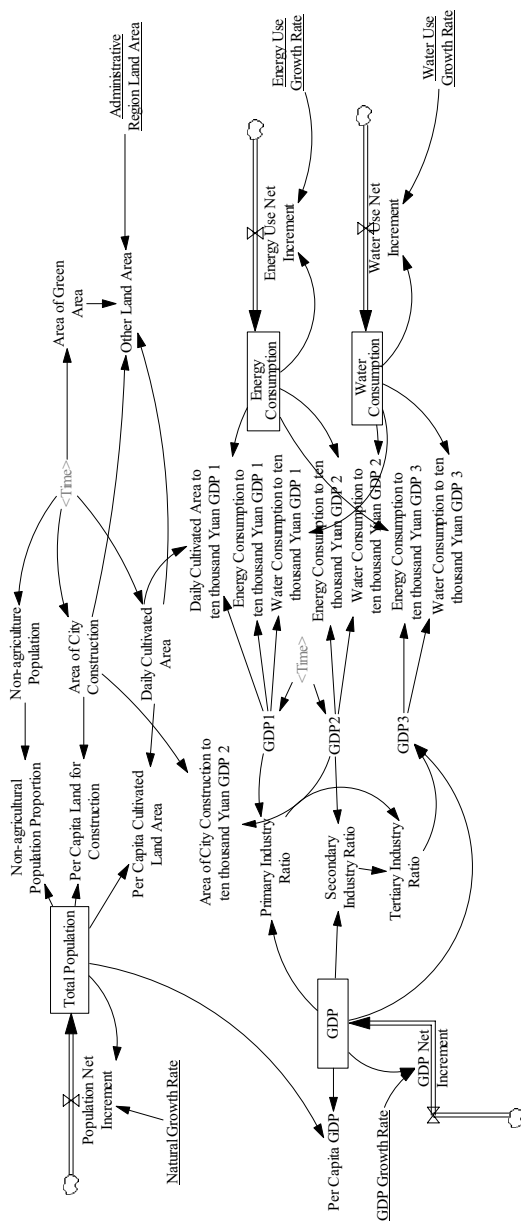 Population Net
Increment
Natural Growth Rate
Total Population
Non-agricultural
Population Proportion
Per Capita Land for
Construction
Per Capita Cultivated
Land Area
Non-agriculture
Population
Area of City
Construction
Daily Cultivated
Area
<Time>
Area of Green
Area
Other Land Area
Administrative
Region Land Area
Per Capita GDP
GDP Growth Rate
GDP Net
Increment
GDP
Area of City Construction to
ten thousand Yuan GDP 2
Primary Industry
Ratio
Secondary
Industry Ratio
Tertiary Industry
Ratio
GDP1
<Time>
GDP2
GDP3
Daily Cultivated Area to
ten thousand Yuan GDP 1
Energy Consumption to
ten thousand Yuan GDP 1
Water Consumption to ten
thousand Yuan GDP 1
Energy Consumption to ten
thousand Yuan GDP 2
Water Consumption to
ten thousand Yuan GDP 2
Energy Consumption to
ten thousand Yuan GDP 3
Water Consumption to ten
thousand Yuan GDP 3
Energy
Consumption
Energy Use Net
Increment
Energy Use
Growth Rate
Water
Consumption
Water Use Net
Increment
Water Use
Growth Rate